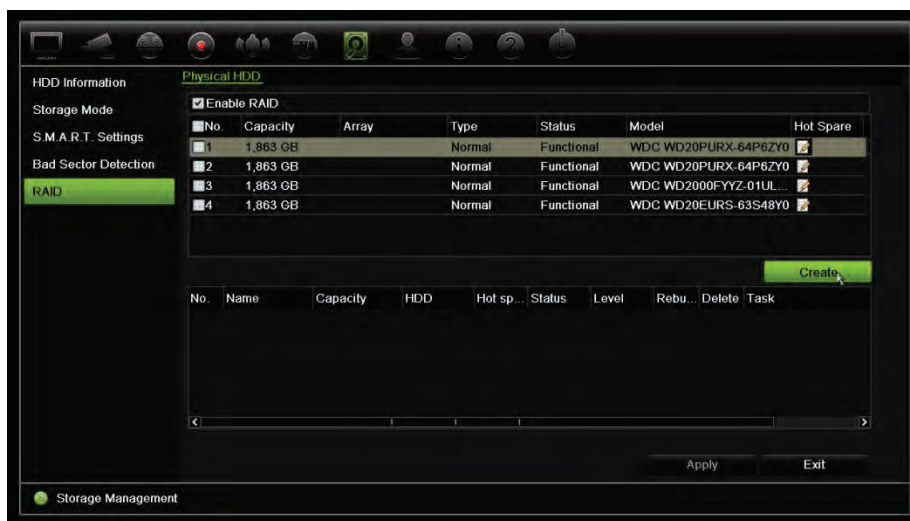 HDD Information
Storage Mode
S.M.A.R.T. Settings
Bad Sector Detection
RAID
Physical HDD
Enable RAID
No. Capacity Array Type Status Model Hot Spare
1 1,863 GB Normal Functional WDC WD20PURX-64P6ZY0
2 1,863 GB Normal Functional WDC WD20PURX-64P6ZY0
3 1,863 GB Normal Functional WDC WD2000FYYZ-01UL...
4 1,863 GB Normal Functional WDC WD20EURS-63S48Y0
Create
No. Name Capacity HDD Hot sp... Status Level Rebu... Delete Task
Apply Exit
Storage Management